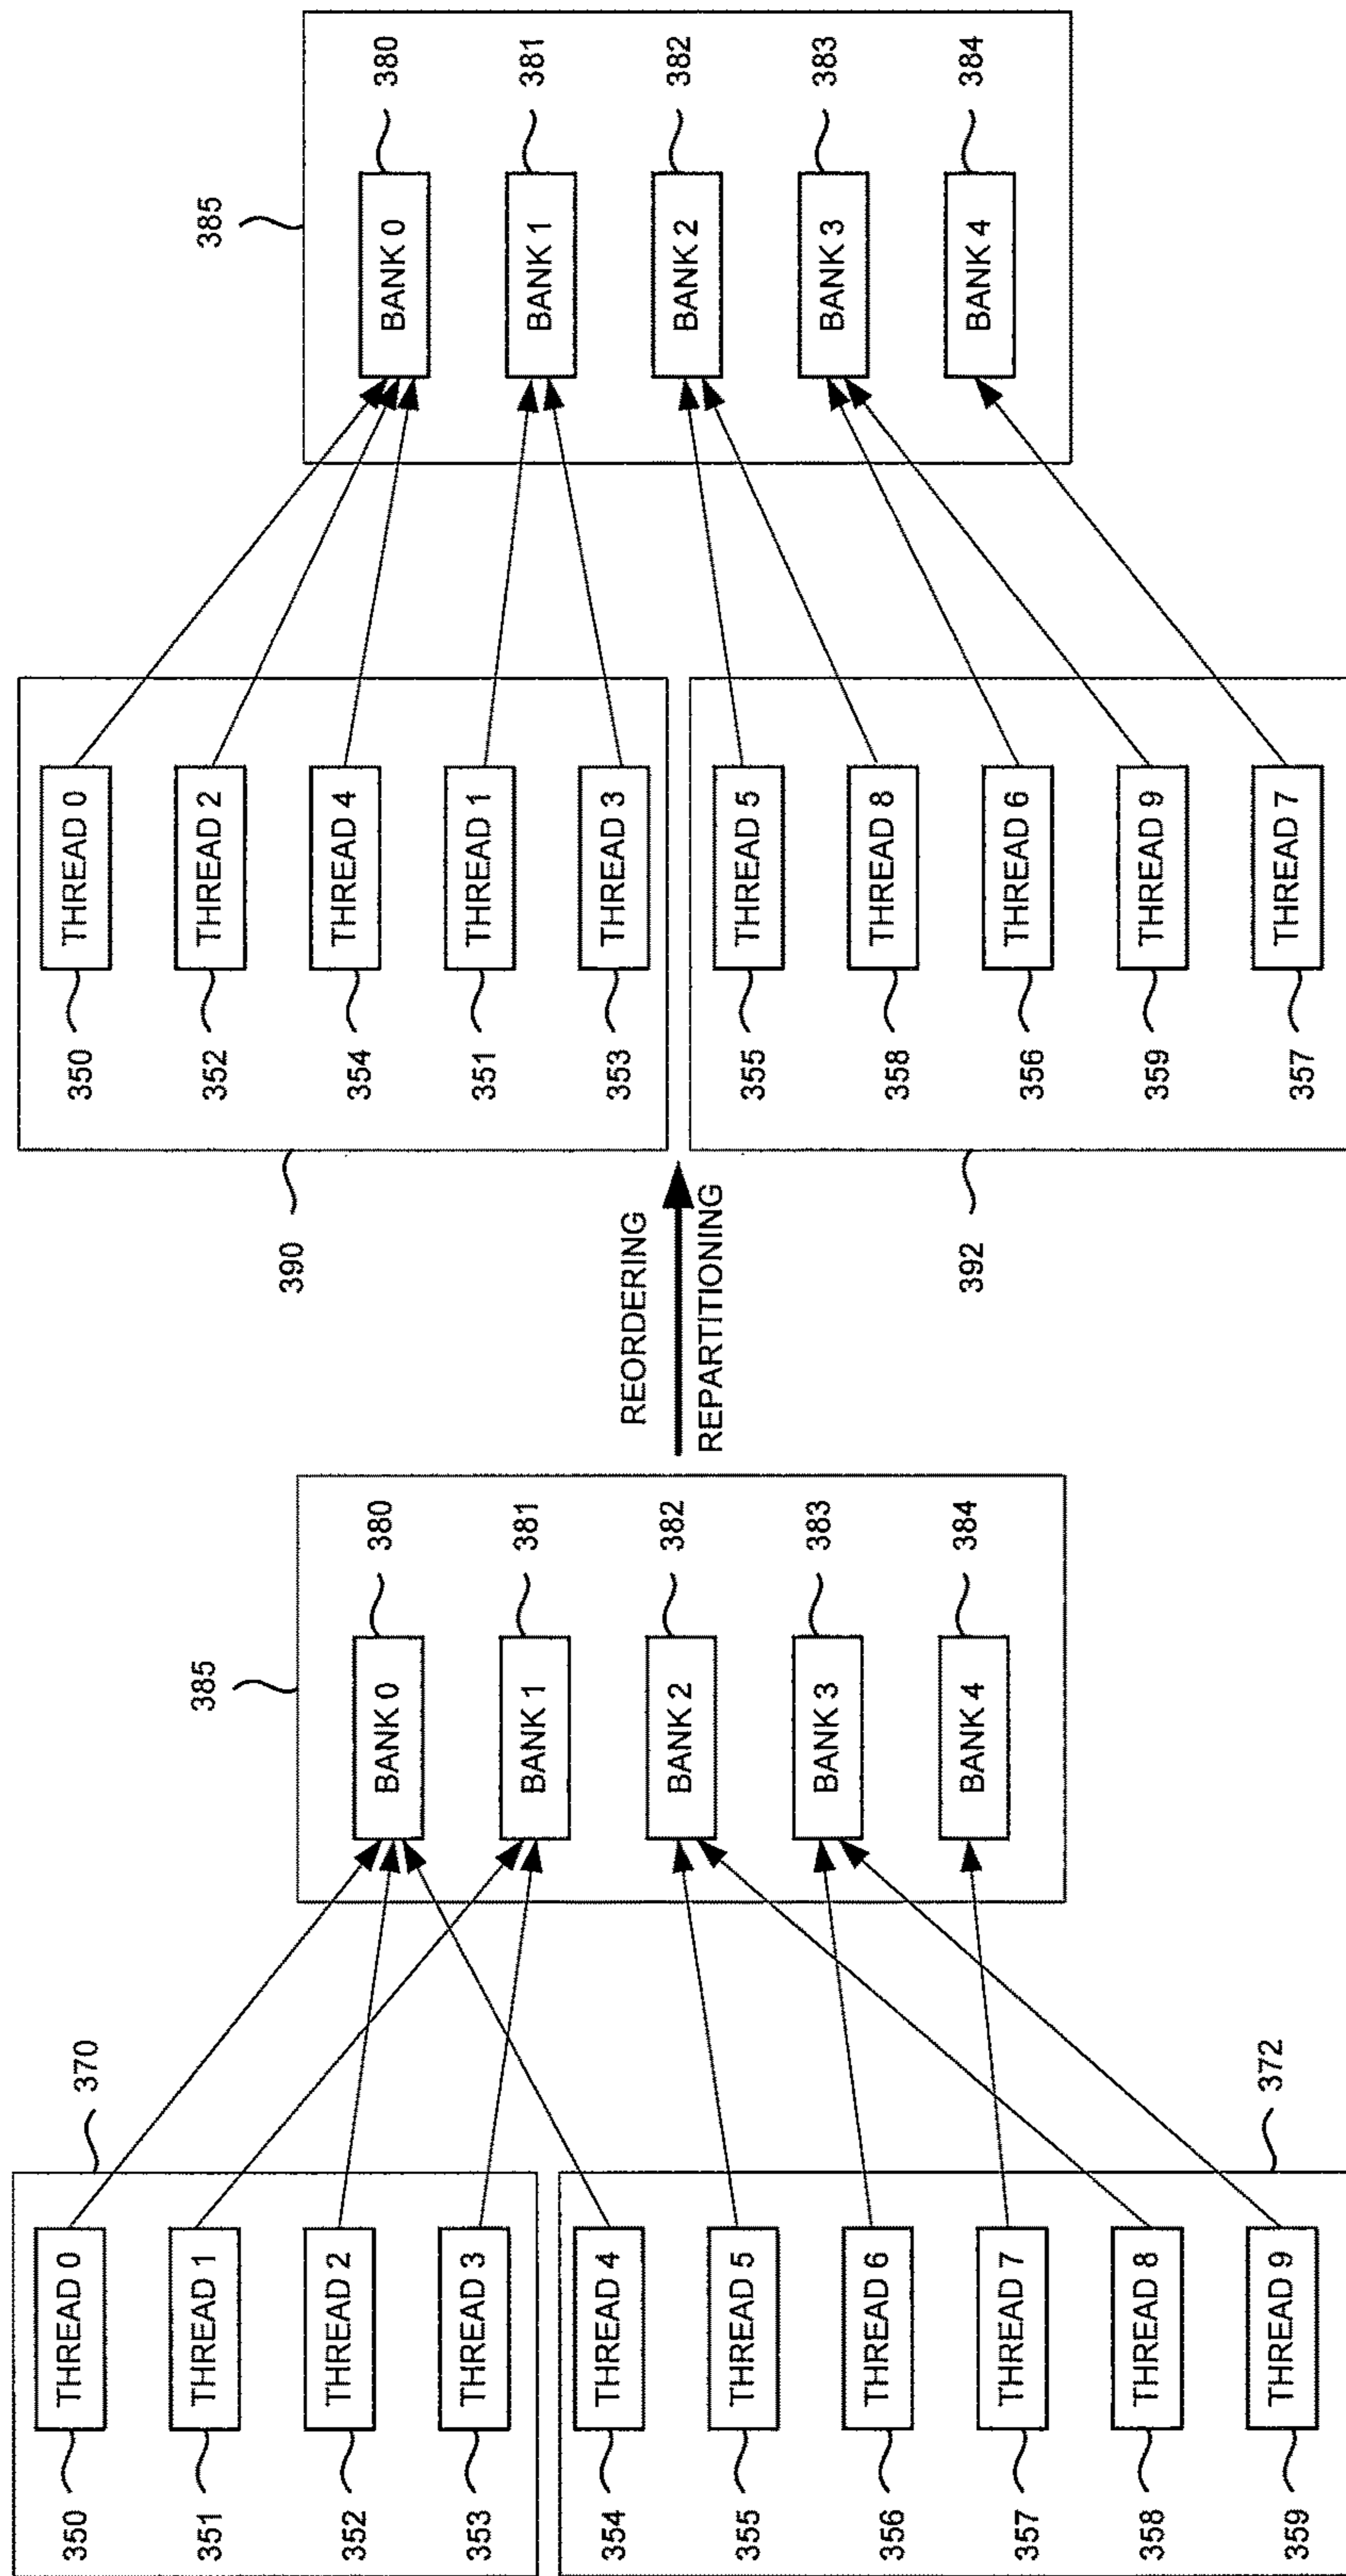 350
THREAD 0
351
THREAD 1
352
THREAD 2
353
THREAD 3
370
354
THREAD 4
355
THREAD 5
356
THREAD 6
357
THREAD 7
358
THREAD 8
359
THREAD 9
372
385
BANK 0
380
BANK 1
381
BANK 2
382
BANK 3
383
BANK 4
384
REORDERING
REPARTITIONING
390
350
THREAD 0
352
THREAD 2
354
THREAD 4
351
THREAD 1
353
THREAD 3
392
355
THREAD 5
358
THREAD 8
356
THREAD 6
359
THREAD 9
357
THREAD 7
385
BANK 0
380
BANK 1
381
BANK 2
382
BANK 3
383
BANK 4
384